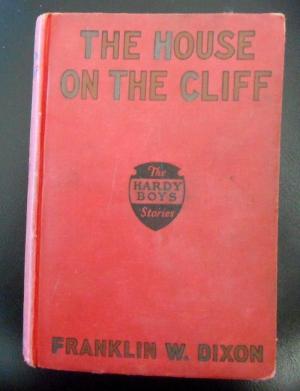 THE HOUSE
ON THE CLIFF
The
HARDY
BOYS
Stories
FRANKLIN W. DIXON